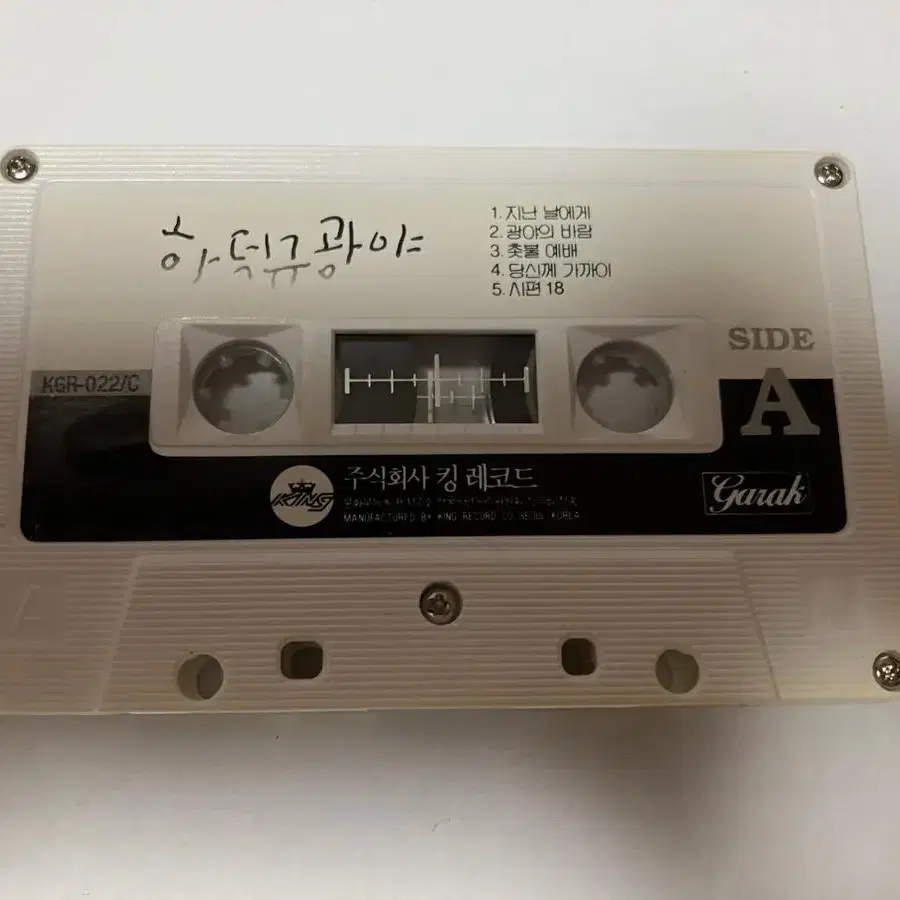 하덕규 광야
1. 지난 날에게
2. 광야의 바람
3. 촛불 예배
4. 당신께 가까이
5. 시편 18
SIDE
A
KGR-022/C
KING
주식회사 킹 레코드
MANUFACTURED BY KING RECORD CO. SEOUL, KOREA
Garak